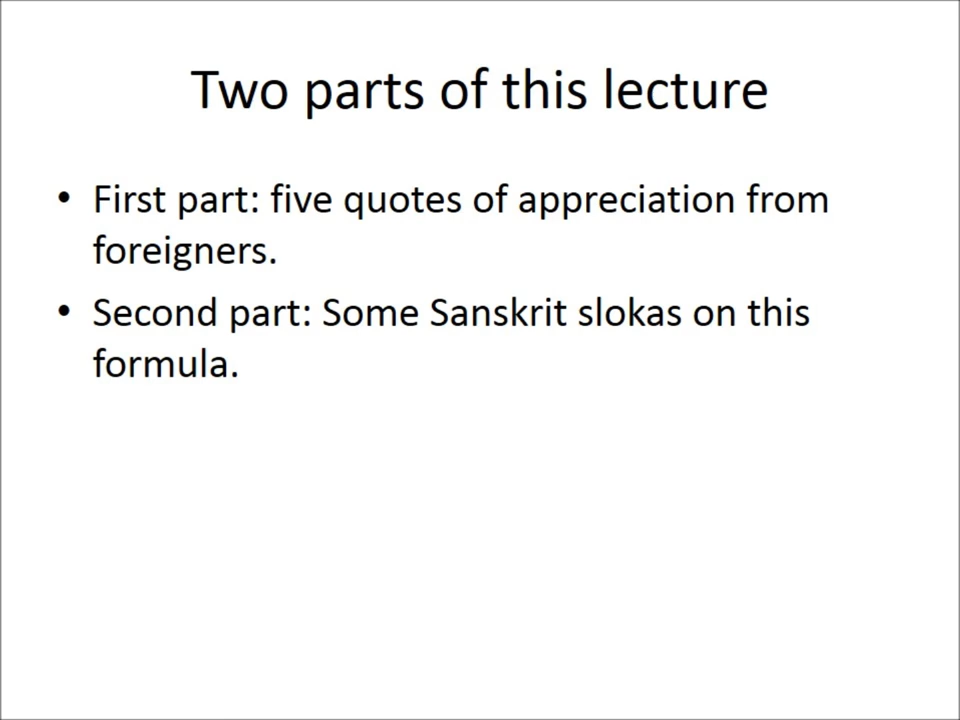 Two parts of this lecture
• First part: five quotes of appreciation from
foreigners.
• Second part: Some Sanskrit slokas on this
formula.